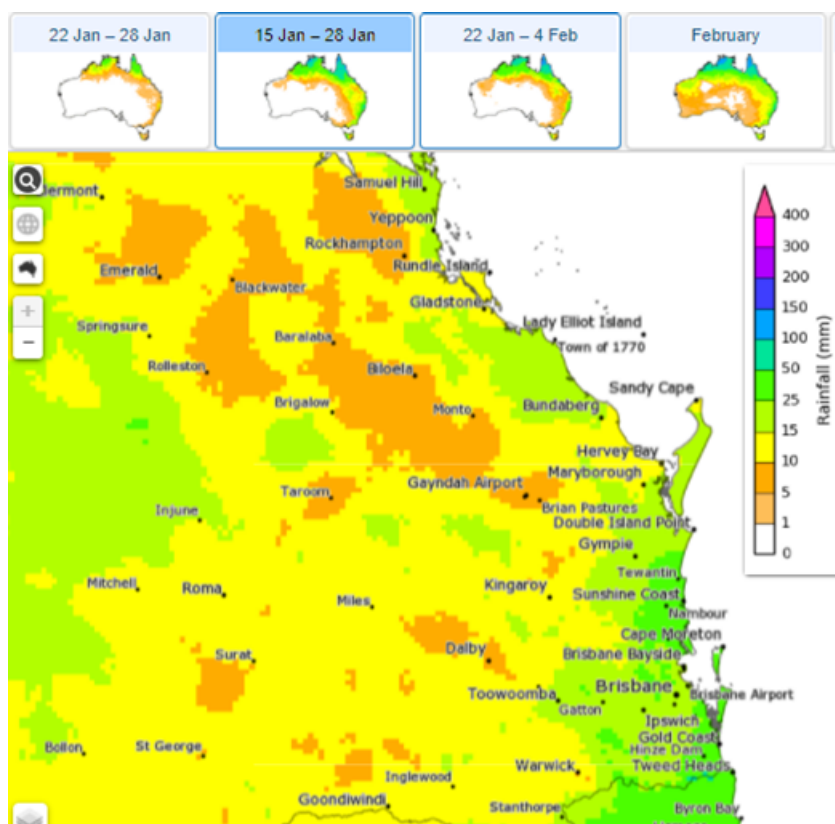 22 Jan – 28 Jan
15 Jan – 28 Jan
22 Jan – 4 Feb
February
Samuel Hill
Yeppoon
Rockhampton
Rundle Island
Emerald
Blackwater
Gladstone
Springsure
Baralaba
Lady Elliot Island
Town of 1770
Rolleston
Biloela
Sandy Cape
Brigalow
Monto
Bundaberg
Hervey Bay
Maryborough
Taroom
Gayndah Airport
Brian Pastures
Injune
Double Island Point
Gympie
Tewantin
Mitchell
Roma
Miles
Kingaroy
Sunshine Coast
Nambour
Cape Moreton
Surat
Dalby
Brisbane Bayside
Brisbane
Brisbane Airport
Toowoomba
Gatton
Ipswich
Gold Coast
Bollon
St George
Hinze Dam
Warwick
Tweed Heads
Inglewood
Goondiwindi
Stanthorpe
Byron Bay
400
300
200
150
100
50
25
15
10
5
1
0
Rainfall (mm)
+
−